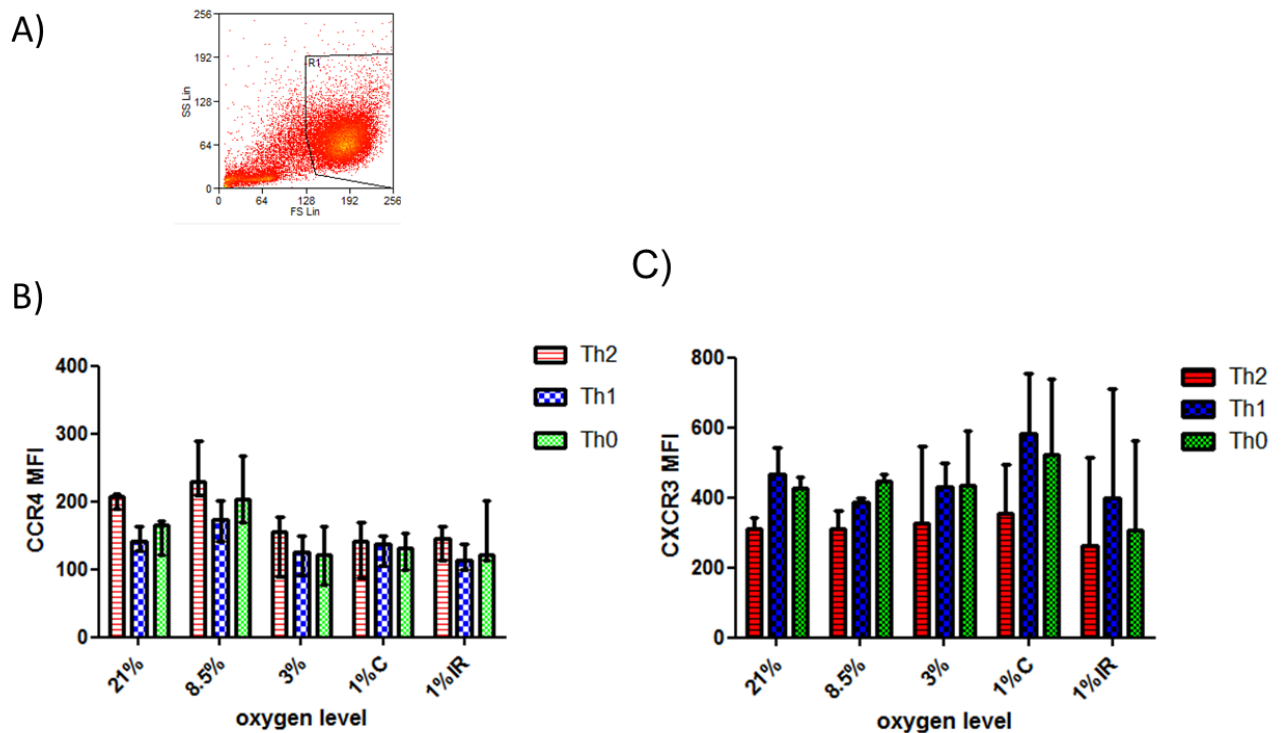 A)
256
192
128
64
0
SS Lin
R1
0 64 128 192 256
FS Lin
B)
400
300
200
100
0
CCR4 MFI
21% 8.5% 3% 1%C 1%IR
oxygen level
Th2
Th1
Th0
C)
800
600
400
200
0
CXCR3 MFI
21% 8.5% 3% 1%C 1%IR
oxygen level
Th2
Th1
Th0